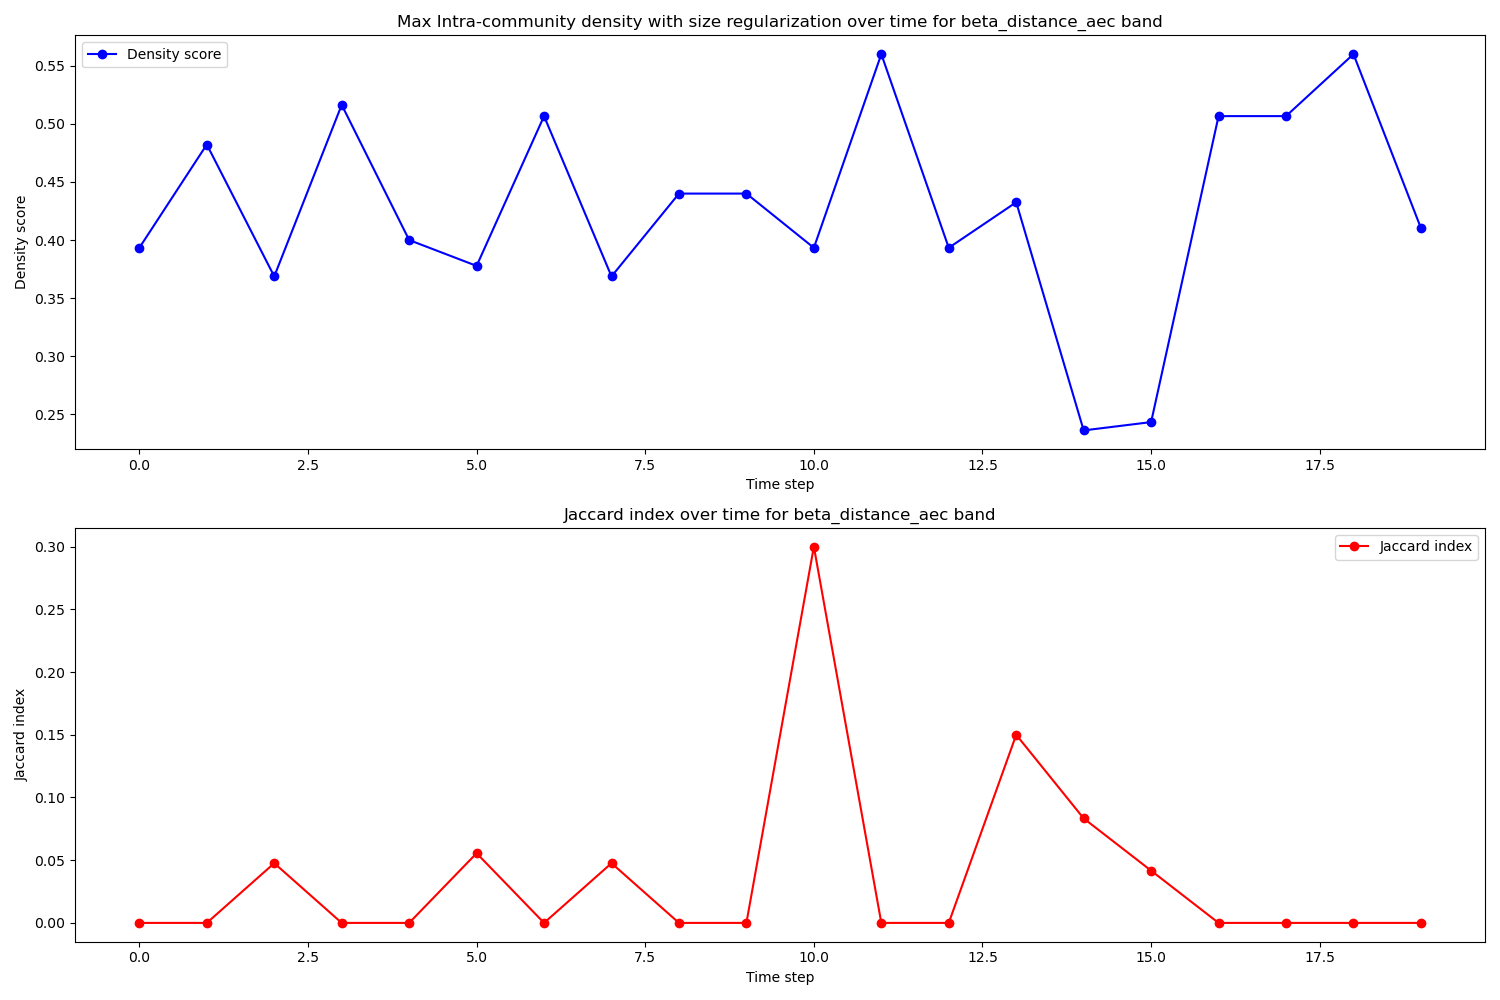 Max Intra-community density with size regularization over time for beta_distance_aec band
Density score
Density score
0.55
0.50
0.45
0.40
0.35
0.30
0.25
0.0 2.5 5.0 7.5 10.0 12.5 15.0 17.5
Time step
Jaccard index over time for beta_distance_aec band
Jaccard index
Jaccard index
0.30
0.25
0.20
0.15
0.10
0.05
0.00
0.0 2.5 5.0 7.5 10.0 12.5 15.0 17.5
Time step